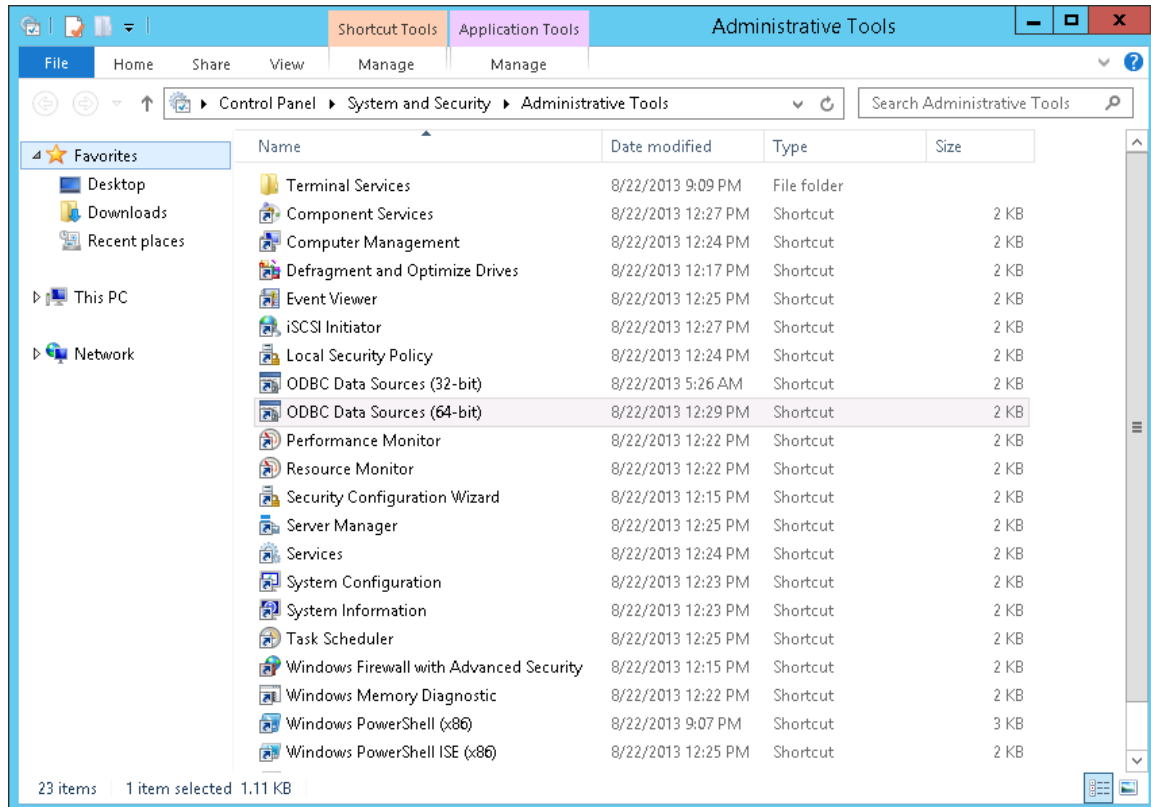 Shortcut Tools Application Tools Administrative Tools
File Home Share View Manage Manage
Control Panel System and Security Administrative Tools Search Administrative Tools
Name Date modified Type Size
Favorites
Desktop
Downloads
Recent places
This PC
Network
Terminal Services 8/22/2013 9:09 PM File folder
Component Services 8/22/2013 12:27 PM Shortcut 2 KB
Computer Management 8/22/2013 12:24 PM Shortcut 2 KB
Defragment and Optimize Drives 8/22/2013 12:17 PM Shortcut 2 KB
Event Viewer 8/22/2013 12:25 PM Shortcut 2 KB
iSCSI Initiator 8/22/2013 12:27 PM Shortcut 2 KB
Local Security Policy 8/22/2013 12:24 PM Shortcut 2 KB
ODBC Data Sources (32-bit) 8/22/2013 5:26 AM Shortcut 2 KB
ODBC Data Sources (64-bit) 8/22/2013 12:29 PM Shortcut 2 KB
Performance Monitor 8/22/2013 12:22 PM Shortcut 2 KB
Resource Monitor 8/22/2013 12:22 PM Shortcut 2 KB
Security Configuration Wizard 8/22/2013 12:15 PM Shortcut 2 KB
Server Manager 8/22/2013 12:25 PM Shortcut 2 KB
Services 8/22/2013 12:24 PM Shortcut 2 KB
System Configuration 8/22/2013 12:23 PM Shortcut 2 KB
System Information 8/22/2013 12:23 PM Shortcut 2 KB
Task Scheduler 8/22/2013 12:25 PM Shortcut 2 KB
Windows Firewall with Advanced Security 8/22/2013 12:15 PM Shortcut 2 KB
Windows Memory Diagnostic 8/22/2013 12:22 PM Shortcut 2 KB
Windows PowerShell (x86) 8/22/2013 9:07 PM Shortcut 3 KB
Windows PowerShell ISE (x86) 8/22/2013 12:25 PM Shortcut 2 KB
23 items 1 item selected 1.11 KB